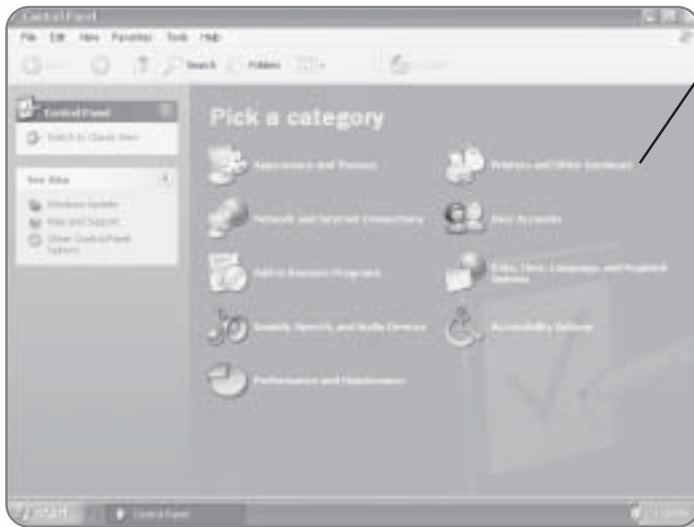 Control Panel
File Edit View Favorites Tools Help
Search Folders
Control Panel
Switch to Classic View
See Also
Windows Update
Help and Support
Other Control Panel
Options
Pick a category
Appearance and Themes
Printers and Other Hardware
Network and Internet Connections
User Accounts
Add or Remove Programs
Date, Time, Language, and Regional
Options
Sounds, Speech, and Audio Devices
Accessibility Options
Performance and Maintenance
start
Control Panel